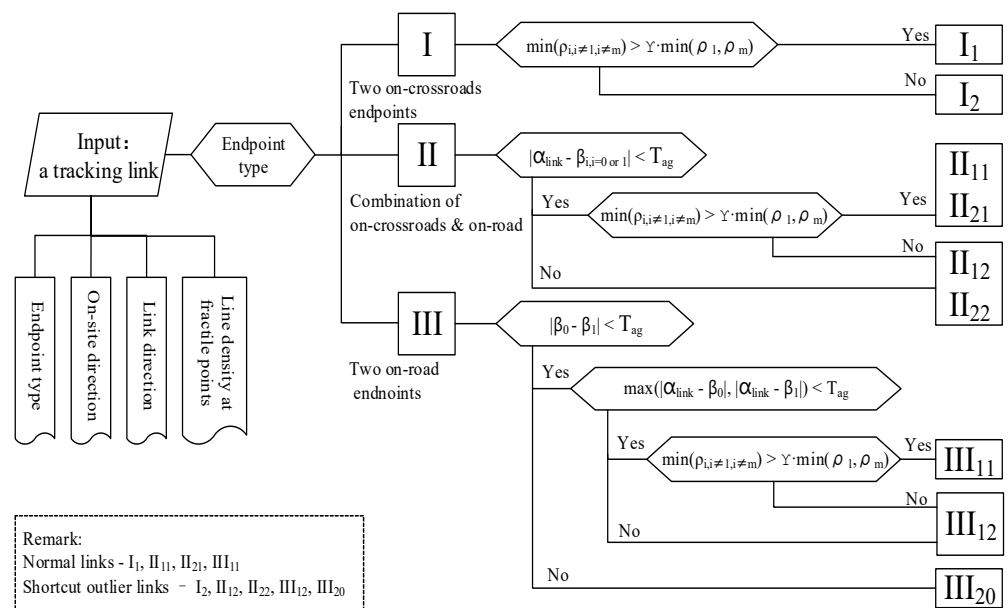 I
Two on-crossroads
endpoints
min(ρi,i≠1,i≠m) > Υ·min(ρ1,ρm)
Yes
I1
No
I2
Input:
a tracking link
Endpoint
type
II
Combination of
on-crossroads & on-road
|αlink - βi,i=0 or 1| < Tag
Yes
min(ρi,i≠1,i≠m) > Υ·min(ρ1,ρm)
Yes
II11
II21
No
No
II12
II22
Endpoint type
On-site direction
Link direction
Line density at
fractile points
III
Two on-road
endnoints
|β0 - β1| < Tag
Yes
max(|αlink - β0|, |αlink - β1|) < Tag
Yes
min(ρi,i≠1,i≠m) > Υ·min(ρ1,ρm)
Yes
III11
No
No
III12
No
III20
Remark:
Normal links - I1, II11, II21, III11
Shortcut outlier links - I2, II12, II22, III12, III20